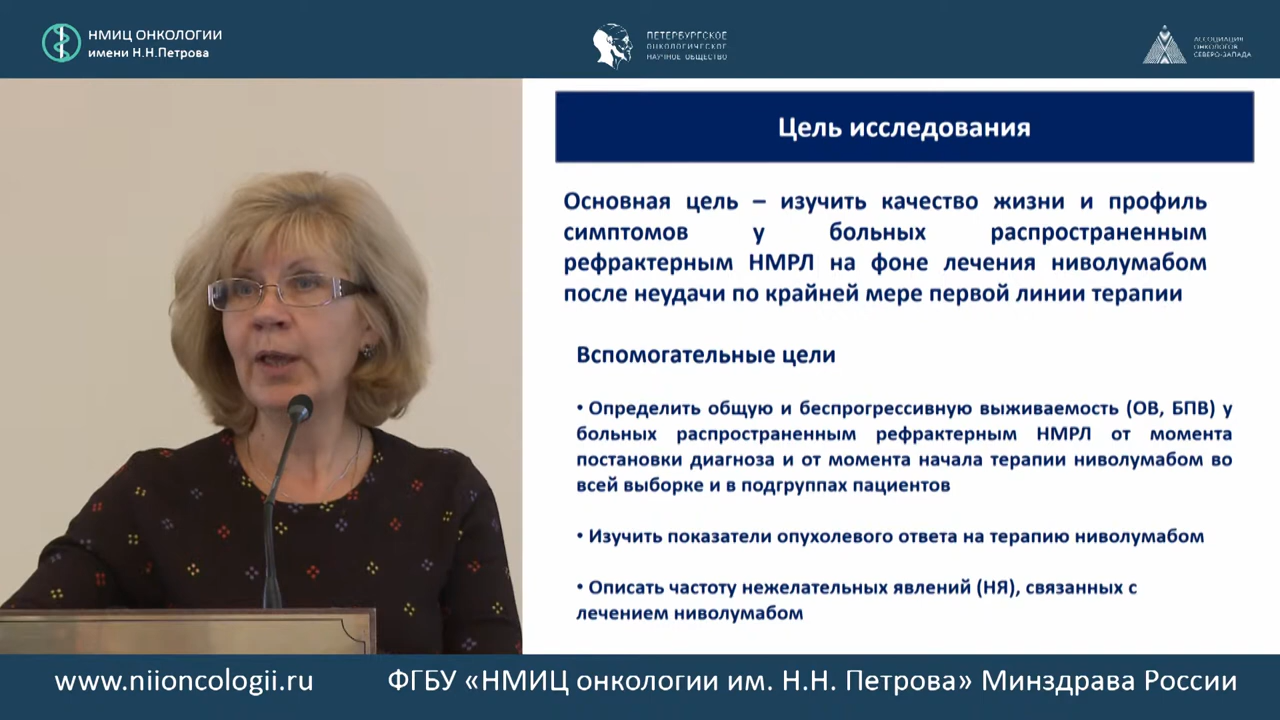 НМИЦ ОНКОЛОГИИ
имени Н.Н.Петрова
ПЕТЕРБУРГСКОЕ
ОНКОЛОГИЧЕСКОЕ
НАУЧНОЕ ОБЩЕСТВО
АССОЦИАЦИЯ
ОНКОЛОГОВ
СЕВЕРО-ЗАПАДА
Цель исследования
Основная цель – изучить качество жизни и профиль
симптомов у больных распространенным
рефрактерным НМРЛ на фоне лечения ниволумабом
после неудачи по крайней мере первой линии терапии
Вспомогательные цели
• Определить общую и беспрогрессивную выживаемость (ОВ, БПВ) у
больных распространенным рефрактерным НМРЛ от момента
постановки диагноза и от момента начала терапии ниволумабом во
всей выборке и в подгруппах пациентов
• Изучить показатели опухолевого ответа на терапию ниволумабом
• Описать частоту нежелательных явлений (НЯ), связанных с
лечением ниволумабом
www.niioncologii.ru
ФГБУ «НМИЦ онкологии им. Н.Н. Петрова» Минздрава России